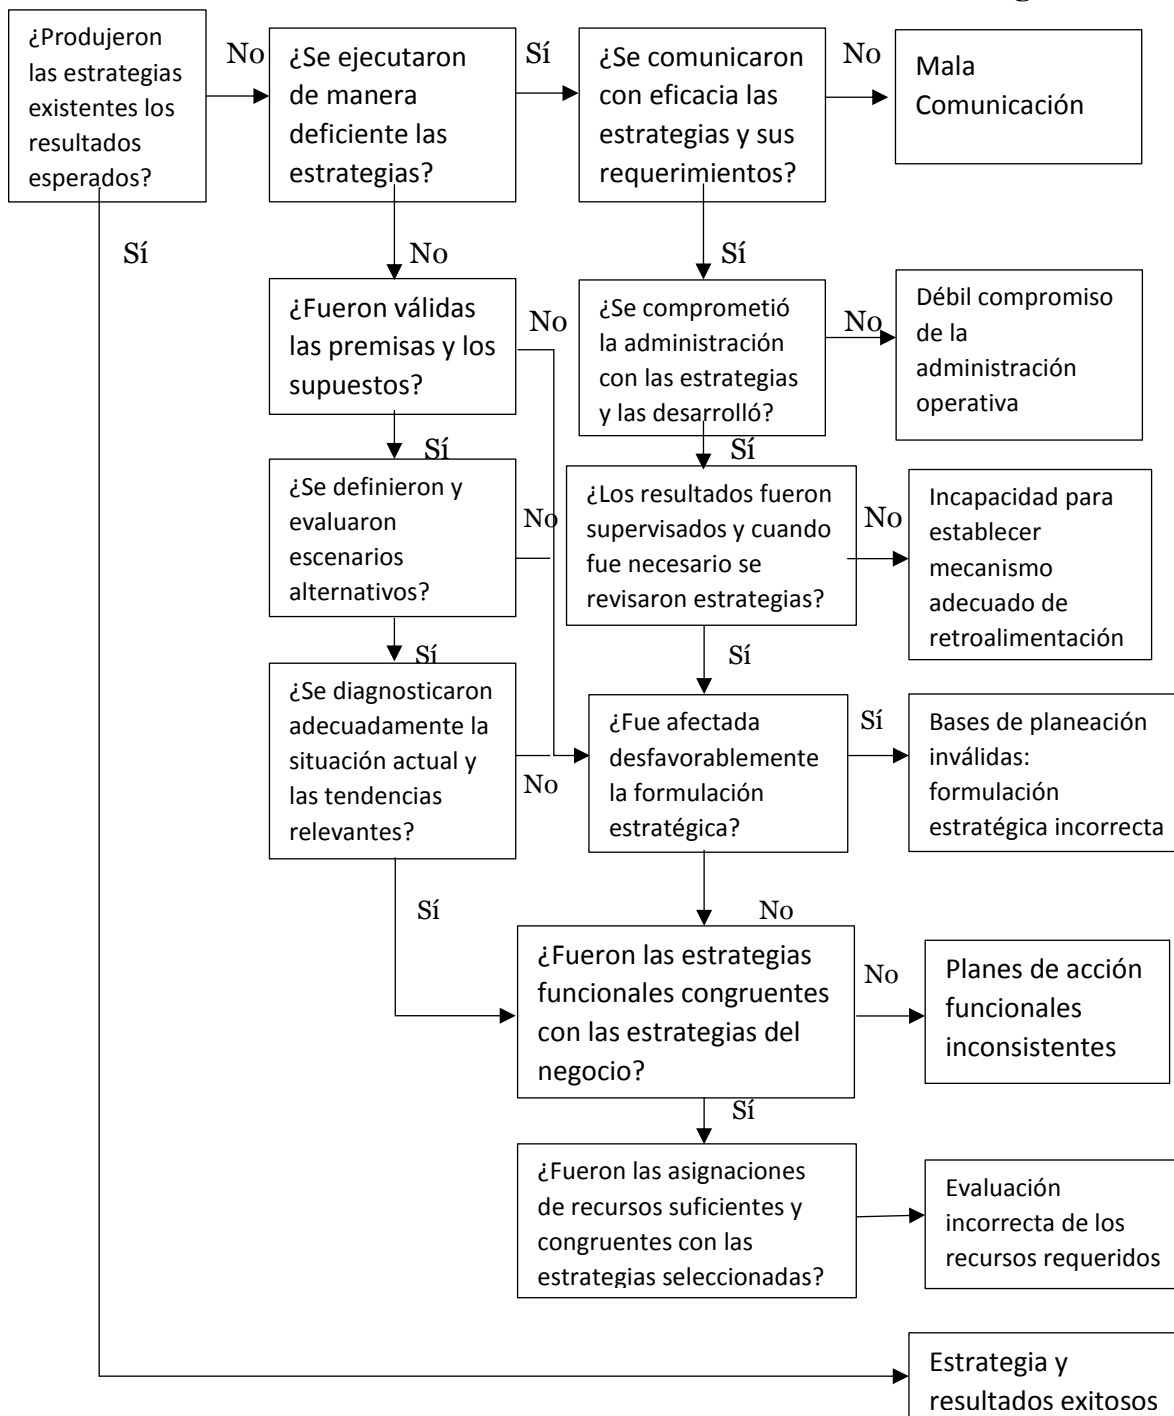 ¿Produjeron
las estrategias
existentes los
resultados
esperados?
No
¿Se ejecutaron
de manera
deficiente las
estrategias?
Sí
¿Se comunicaron
con eficacia las
estrategias y sus
requerimientos?
No
Mala
Comunicación
Sí
No
Sí
¿Fueron válidas
las premisas y los
supuestos?
No
¿Se comprometió
la administración
con las estrategias
y las desarrolló?
No
Débil compromiso
de la
administración
operativa
Sí
Sí
¿Se definieron y
evaluaron
escenarios
alternativos?
No
¿Los resultados fueron
supervisados y cuando
fue necesario se
revisaron estrategias?
No
Incapacidad para
establecer
mecanismo
adecuado de
retroalimentación
Sí
Sí
¿Se diagnosticaron
adecuadamente la
situación actual y
las tendencias
relevantes?
No
¿Fue afectada
desfavorablemente
la formulación
estratégica?
Sí
Bases de planeación
inválidas:
formulación
estratégica incorrecta
Sí
No
¿Fueron las estrategias
funcionales congruentes
con las estrategias del
negocio?
No
Planes de acción
funcionales
inconsistentes
Sí
¿Fueron las asignaciones
de recursos suficientes y
congruentes con las
estrategias seleccionadas?
Evaluación
incorrecta de los
recursos requeridos
Estrategia y
resultados exitosos